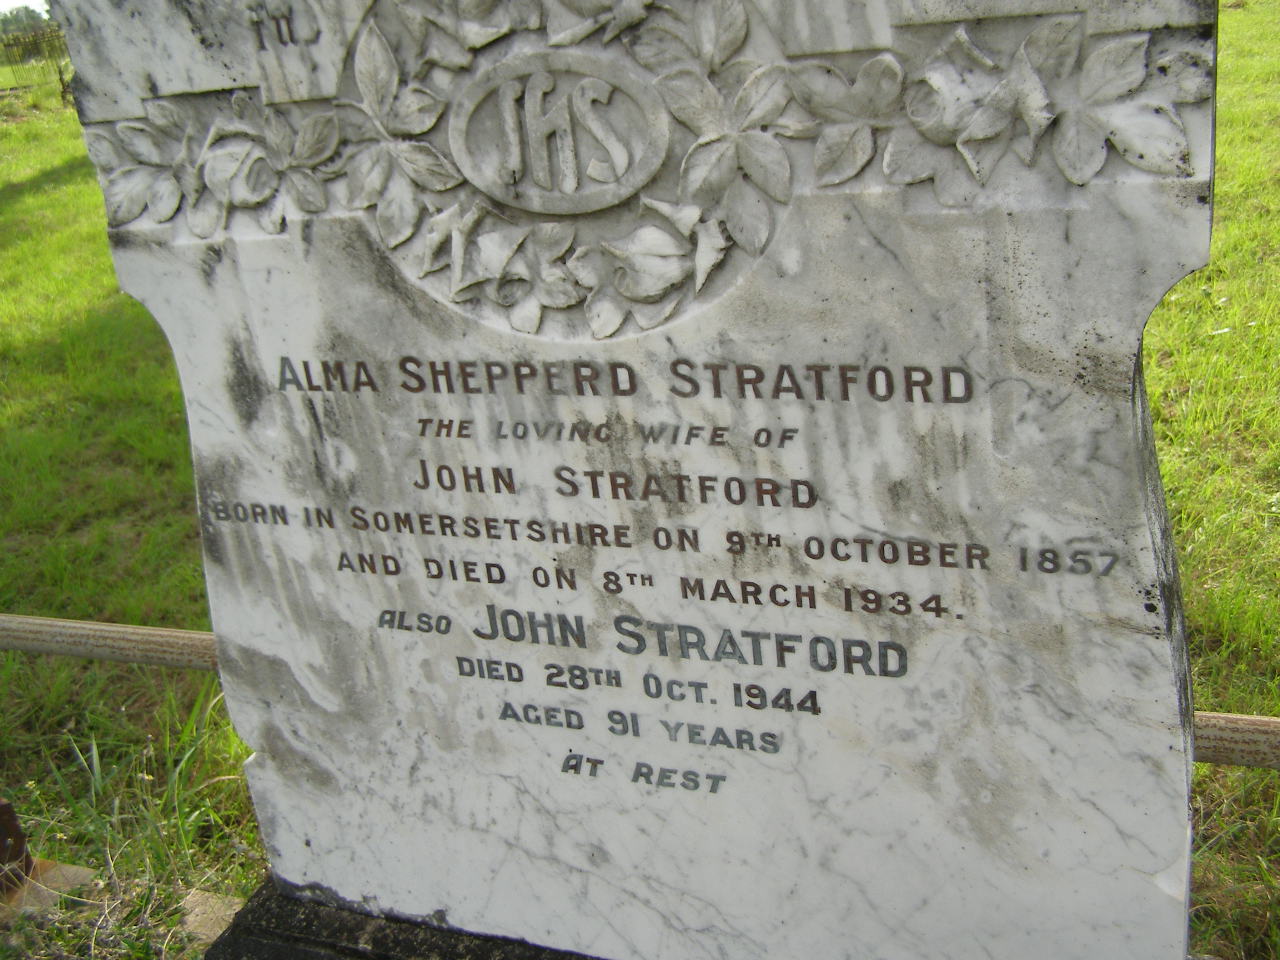 in
IHS
ALMA SHEPPERD STRATFORD
THE LOVING WIFE OF
JOHN STRATFORD
BORN IN SOMERSETSHIRE ON 9TH OCTOBER 1857
AND DIED ON 8TH MARCH 1934.
ALSO JOHN STRATFORD
DIED 28TH OCT. 1944
AGED 91 YEARS
AT REST